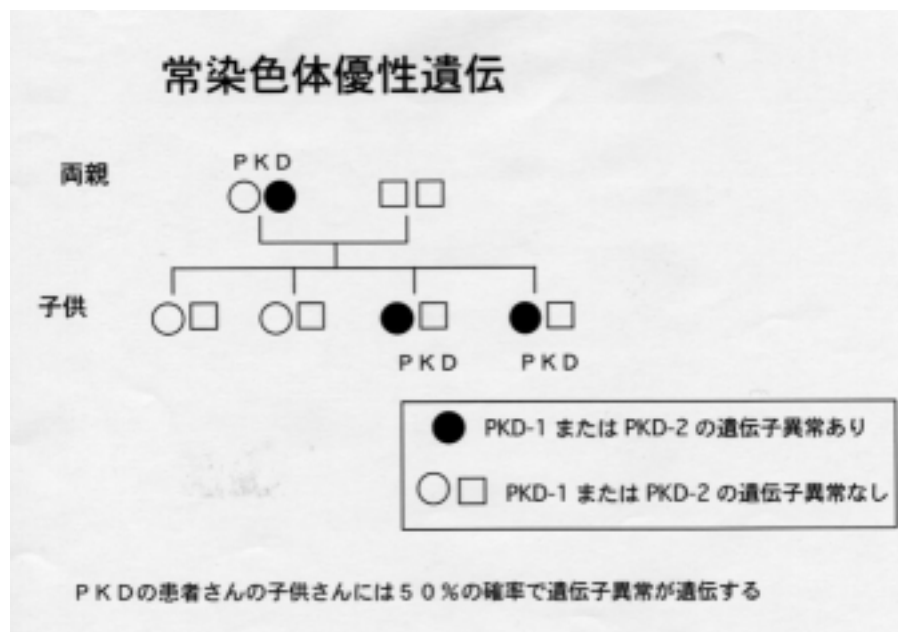 常染色体優性遺伝
PKD
両親
子供
PKD PKD
PKD-1 または PKD-2 の遺伝子異常あり
PKD-1 または PKD-2 の遺伝子異常なし
PKDの患者さんの子供さんには50%の確率で遺伝子異常が遺伝する